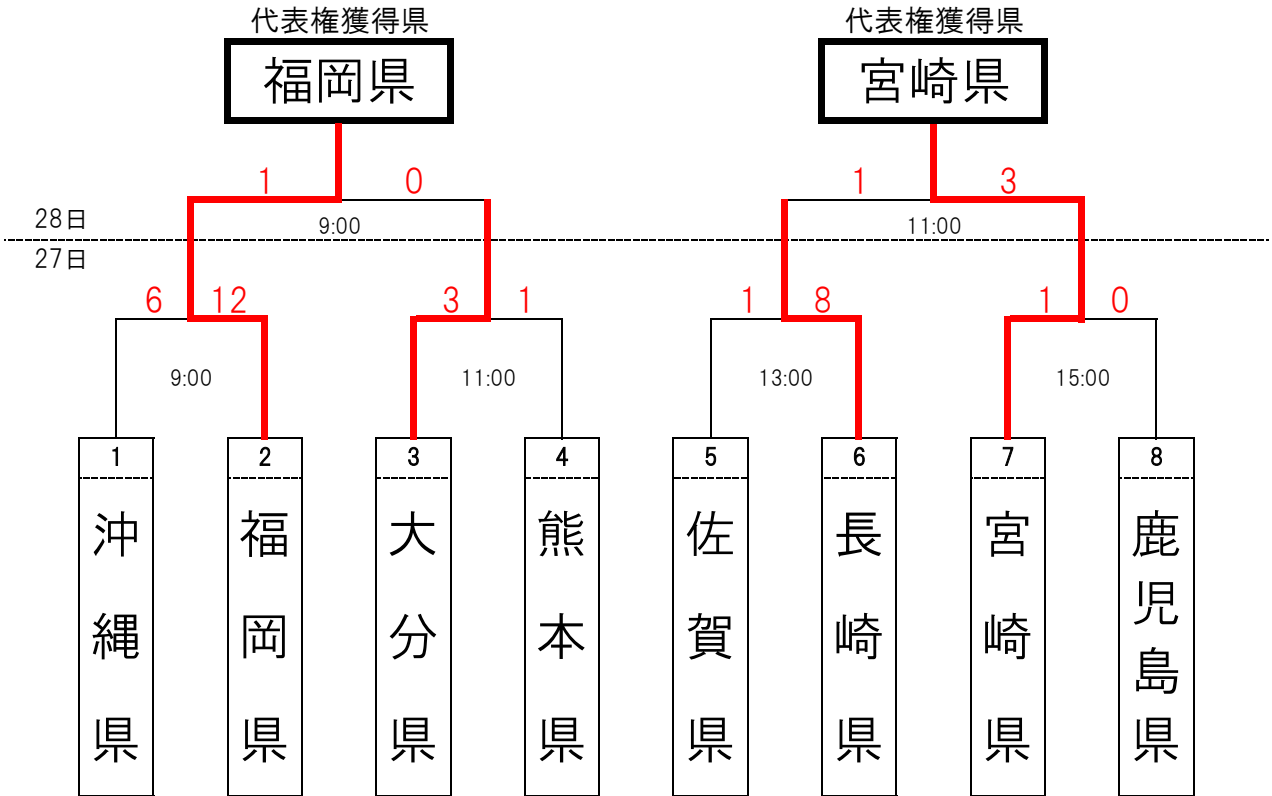 代表権獲得県 代表権獲得県
福岡県 宮崎県
1 0 1 3
28日 9:00 11:00
27日
6 12 3 1 1 8 1 0
9:00 11:00 13:00 15:00
1 2 3 4 5 6 7 8
沖縄県
福岡県
大分県
熊本県
佐賀県
長崎県
宮崎県
鹿児島県